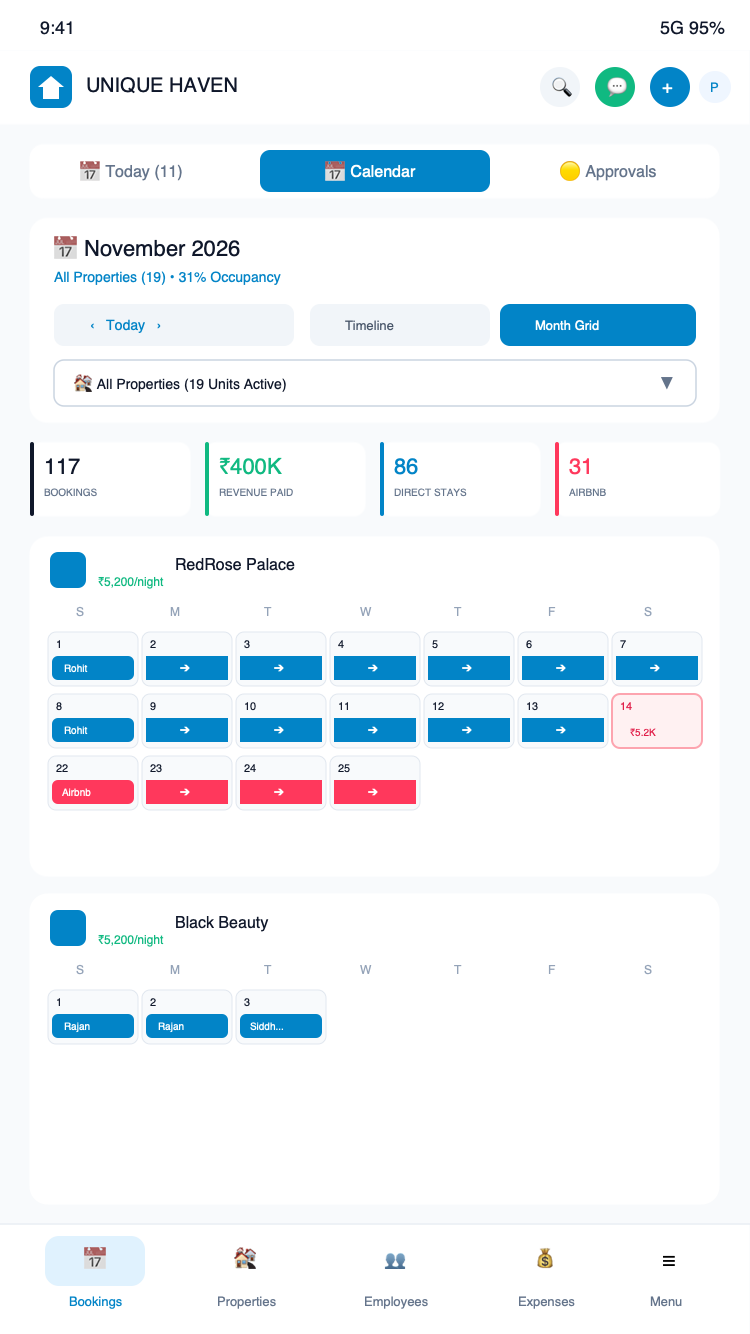 9:41 5G 95%
UNIQUE HAVEN + P
Today (11) Calendar Approvals
November 2026
All Properties (19) • 31% Occupancy
‹ Today › Timeline Month Grid
All Properties (19 Units Active) ▼
117 ₹400K 86 31
BOOKINGS REVENUE PAID DIRECT STAYS AIRBNB
RedRose Palace
₹5,200/night
S M T W T F S
1 2 3 4 5 6 7
Rohit ➔ ➔ ➔ ➔ ➔ ➔
8 9 10 11 12 13 14
Rohit ➔ ➔ ➔ ➔ ➔ ₹5.2K
22 23 24 25
Airbnb ➔ ➔ ➔
Black Beauty
₹5,200/night
S M T W T F S
1 2 3
Rajan Rajan Siddh...
Bookings Properties Employees Expenses Menu